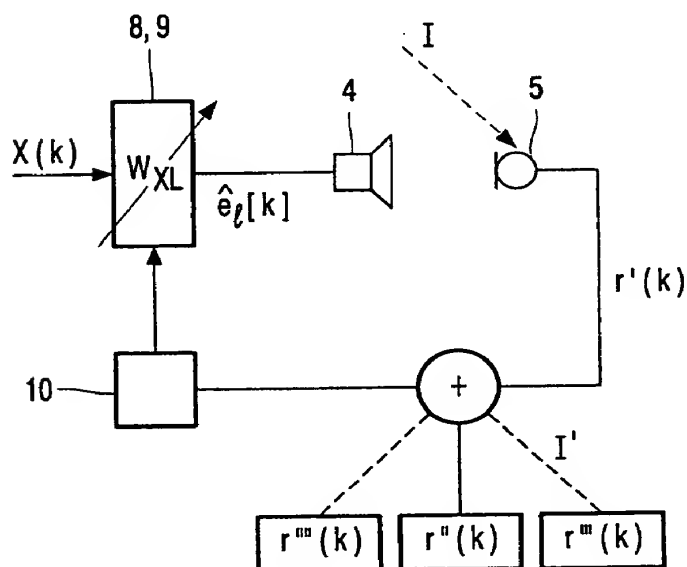 8,9
I
4
5
X(k)
W_XL
ê_ℓ[k]
r'(k)
10
+
I'
r""(k)
r"(k)
r'''(k)